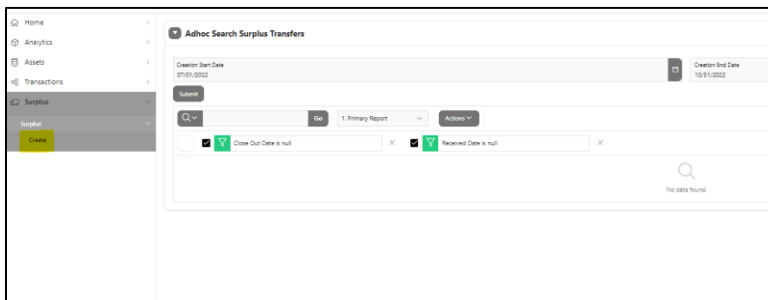 Home
Analytics
Assets
Transactions
Surplus
Surplus
Create
Adhoc Search Surplus Transfers
Creation Start Date
07/01/2022
Creation End Date
10/31/2022
Submit
Go
1. Primary Report
Actions
Close Out Date is null
Received Date is null
No data found.